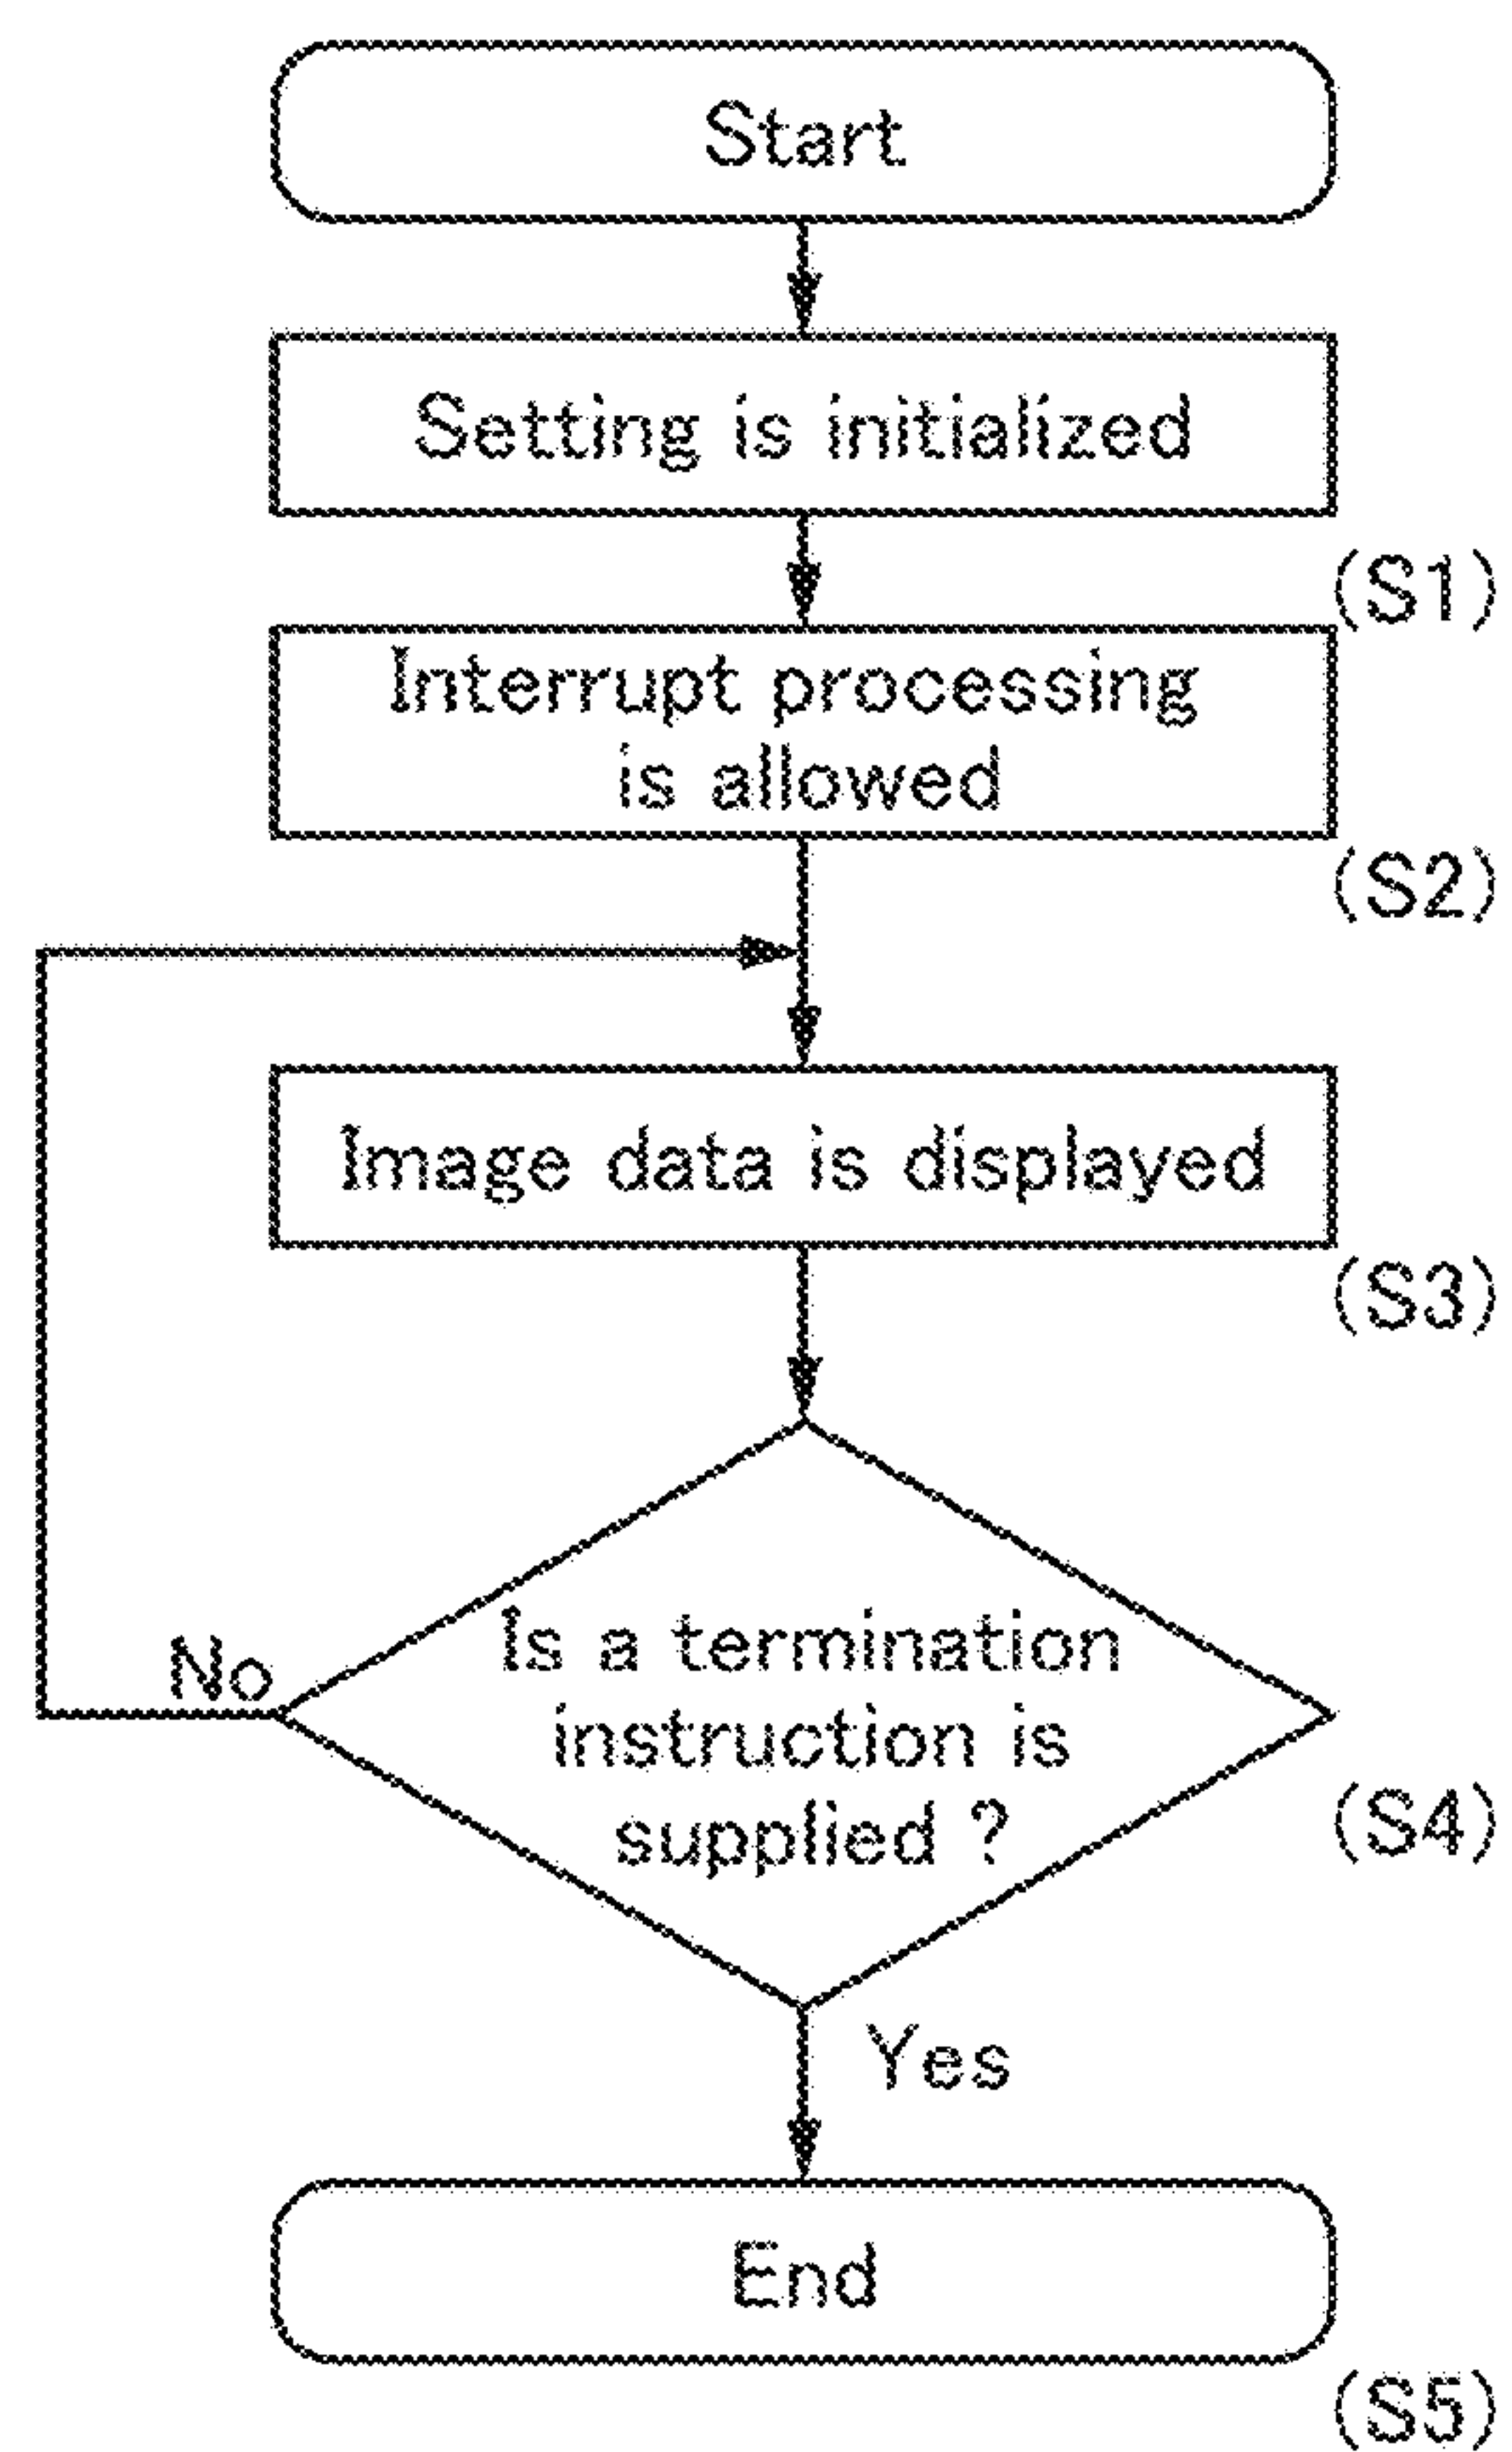 Start
Setting is initialized
(S1)
Interrupt processing
is allowed
(S2)
Image data is displayed
(S3)
Is a termination
instruction is
supplied ?
No
(S4)
Yes
End
(S5)